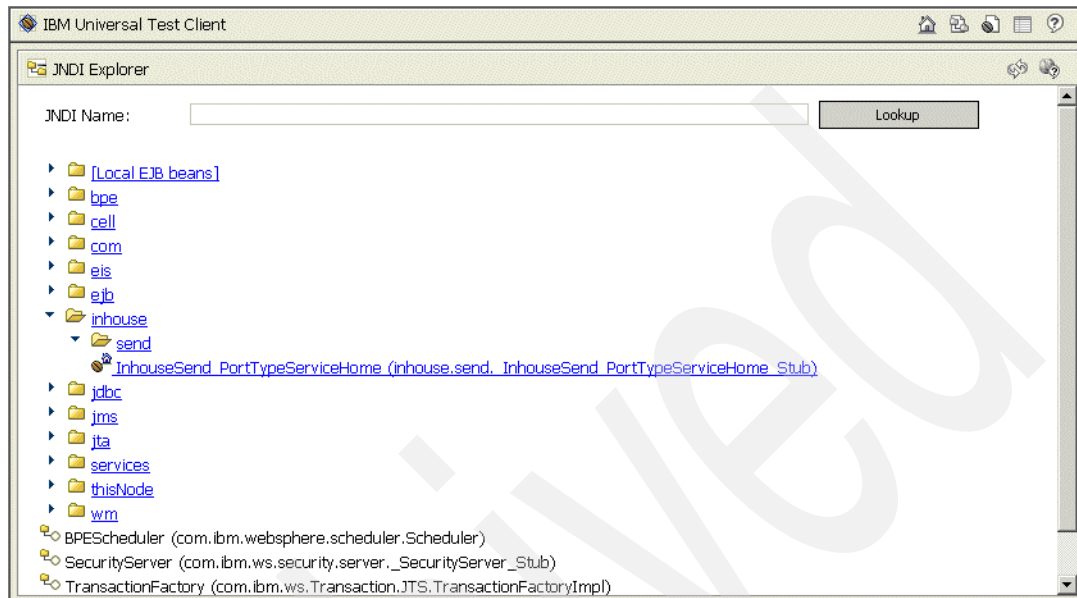 IBM Universal Test Client
JNDI Explorer
JNDI Name:
Lookup
[Local EJB beans]
bpe
cell
com
eis
ejb
inhouse
send
InhouseSend_PortTypeServiceHome (inhouse.send._InhouseSend_PortTypeServiceHome_Stub)
jdbc
jms
jta
services
thisNode
wm
BPEScheduler (com.ibm.websphere.scheduler.Scheduler)
SecurityServer (com.ibm.ws.security.server._SecurityServer_Stub)
TransactionFactory (com.ibm.ws.Transaction.JTS.TransactionFactoryImpl)
ived